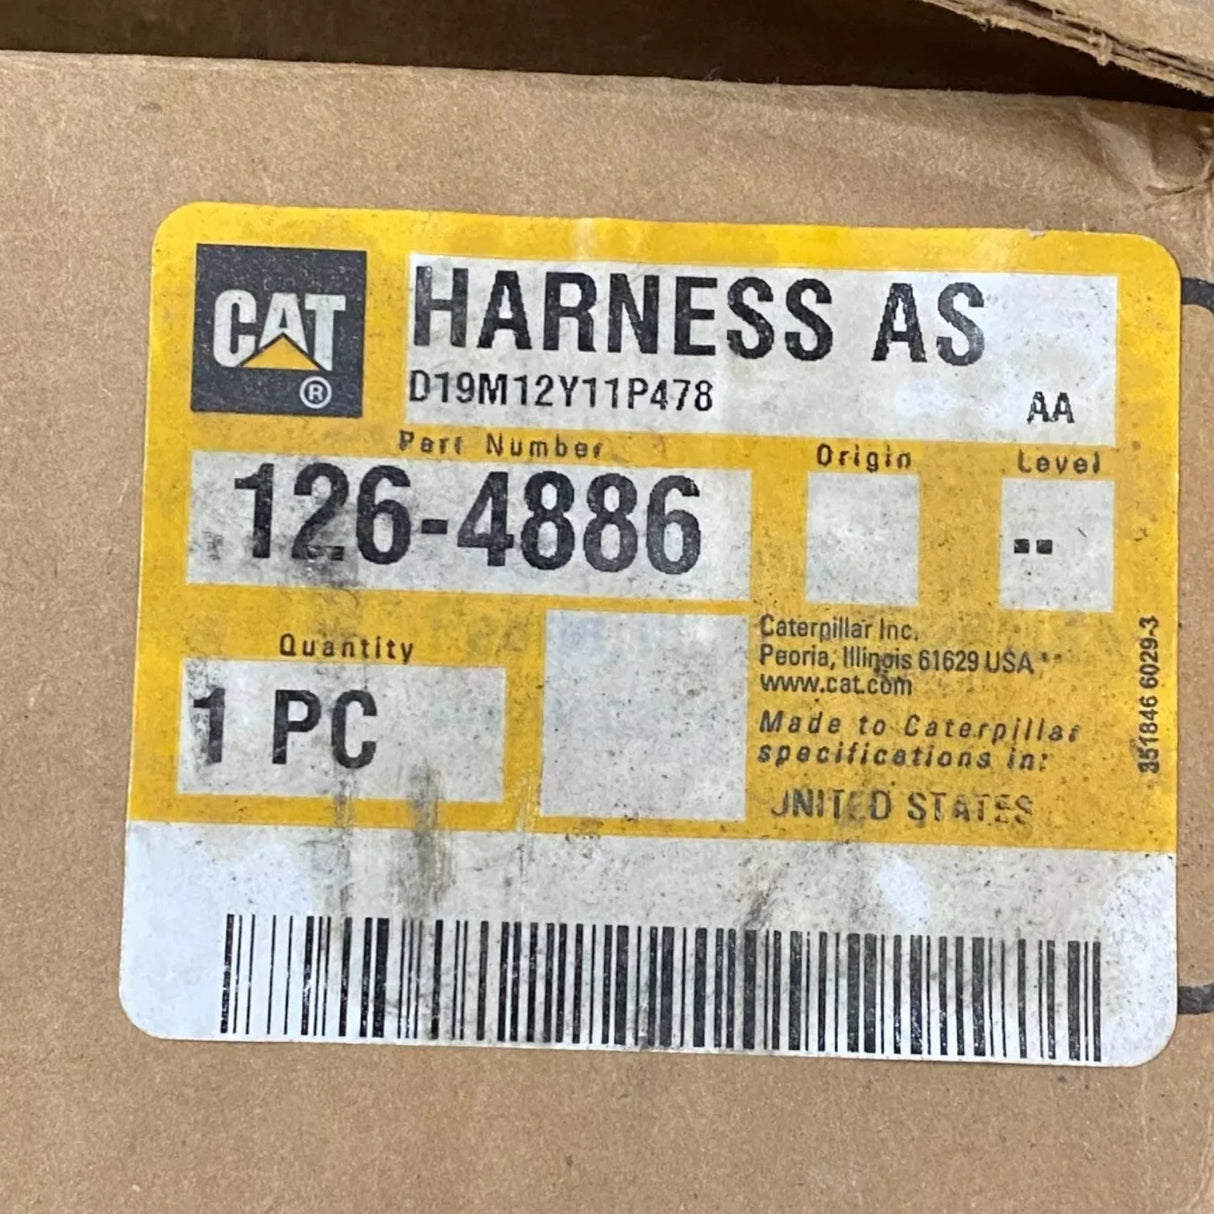 CAT
®
HARNESS AS
D19M12Y11P478
AA
Part Number
Origin
Level
126-4886
--
Quantity
1 PC
Caterpillar Inc.
Peoria, Illinois 61629 USA
www.cat.com
Made to Caterpillar
specifications in:
UNITED STATES
351846 6029-3